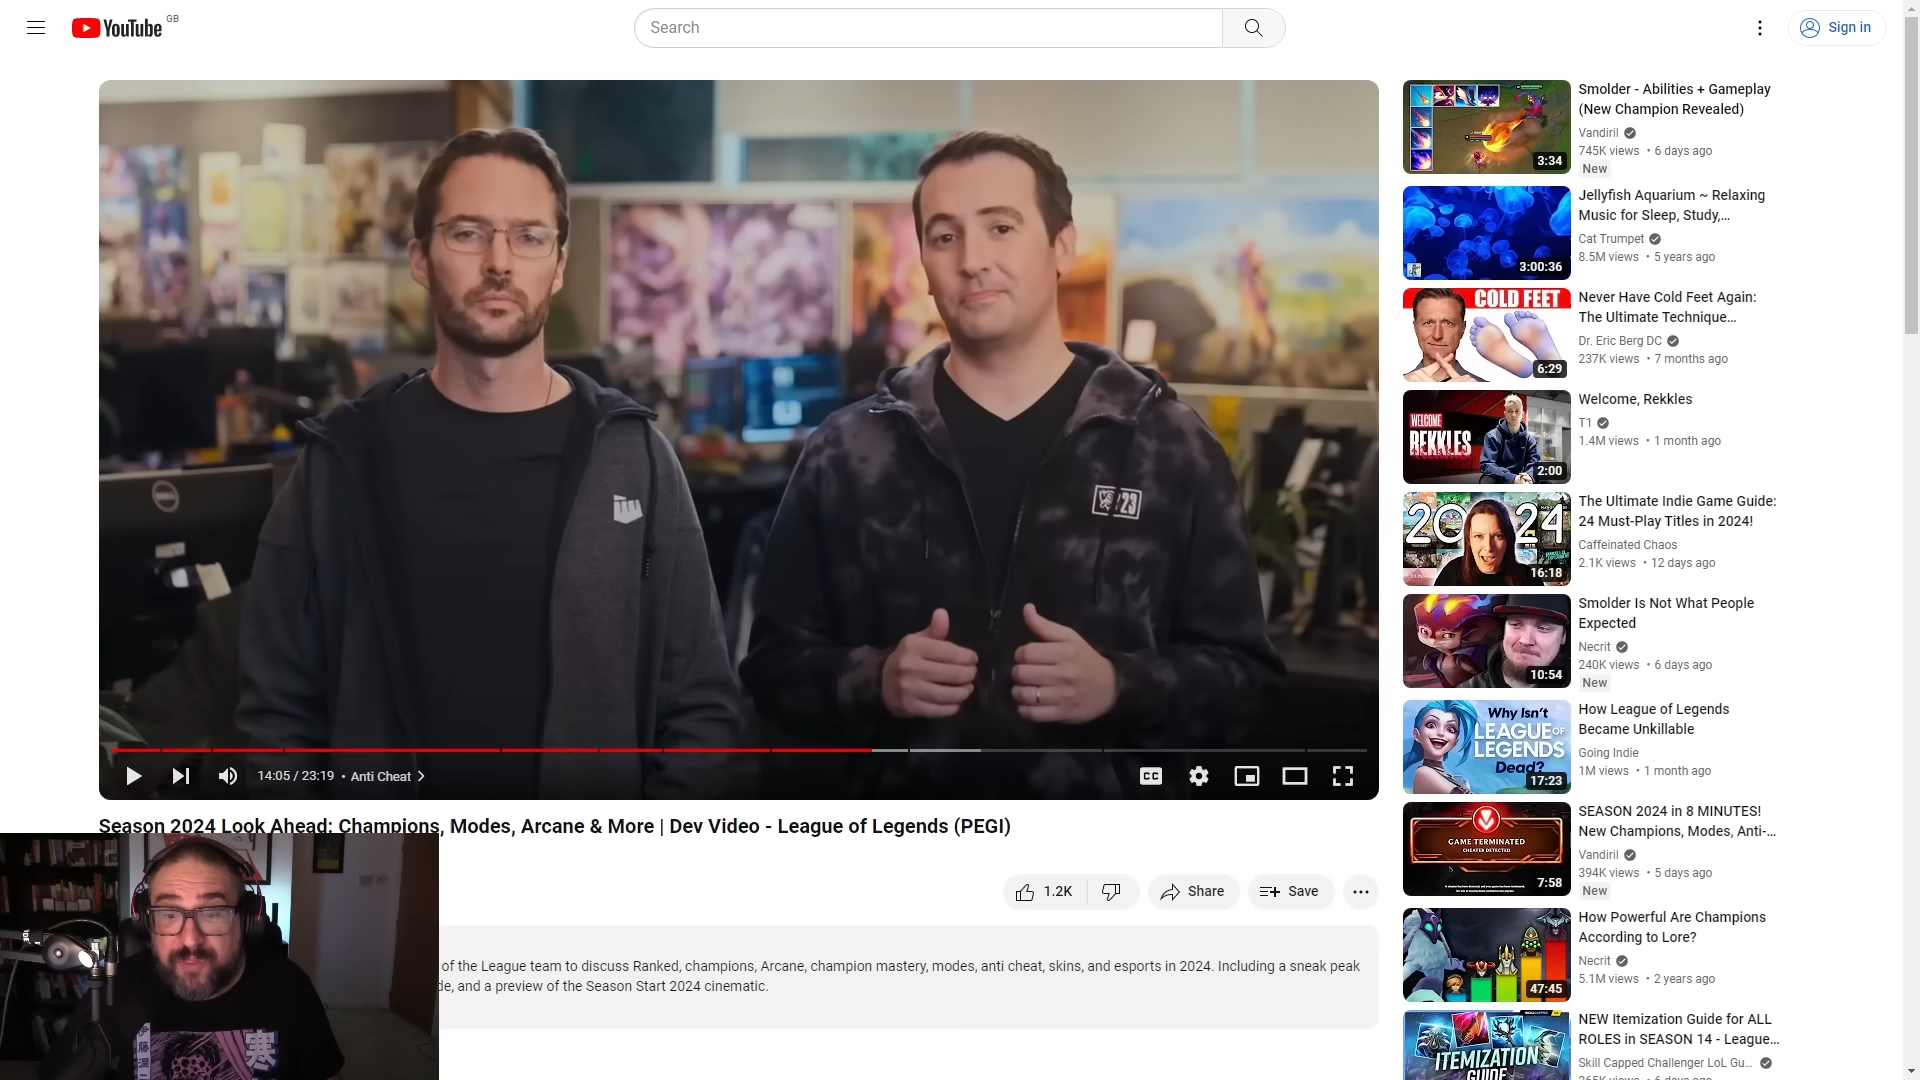 YouTube GB
Search
Sign in
14:05 / 23:19 • Anti Cheat
CC
Season 2024 Look Ahead: Champions, Modes, Arcane & More | Dev Video - League of Legends (PEGI)
1.2K
Share
Save
of the League team to discuss Ranked, champions, Arcane, champion mastery, modes, anti cheat, skins, and esports in 2024. Including a sneak peak
de, and a preview of the Season Start 2024 cinematic.
寒
3:34
Smolder - Abilities + Gameplay
(New Champion Revealed)
Vandiril
745K views • 6 days ago
New
3:00:36
Jellyfish Aquarium ~ Relaxing
Music for Sleep, Study,...
Cat Trumpet
8.5M views • 5 years ago
COLD FEET
6:29
Never Have Cold Feet Again:
The Ultimate Technique...
Dr. Eric Berg DC
237K views • 7 months ago
WELCOME
REKKLES
2:00
Welcome, Rekkles
T1
1.4M views • 1 month ago
2024
16:18
The Ultimate Indie Game Guide:
24 Must-Play Titles in 2024!
Caffeinated Chaos
2.1K views • 12 days ago
10:54
Smolder Is Not What People
Expected
Necrit
240K views • 6 days ago
New
Why Isn't
LEAGUE OF
LEGENDS
Dead?
17:23
How League of Legends
Became Unkillable
Going Indie
1M views • 1 month ago
GAME TERMINATED
CHEATER DETECTED
7:58
SEASON 2024 in 8 MINUTES!
New Champions, Modes, Anti-...
Vandiril
394K views • 5 days ago
New
47:45
How Powerful Are Champions
According to Lore?
Necrit
5.1M views • 2 years ago
ITEMIZATION
GUIDE
NEW Itemization Guide for ALL
ROLES in SEASON 14 - League...
Skill Capped Challenger LoL Gu...